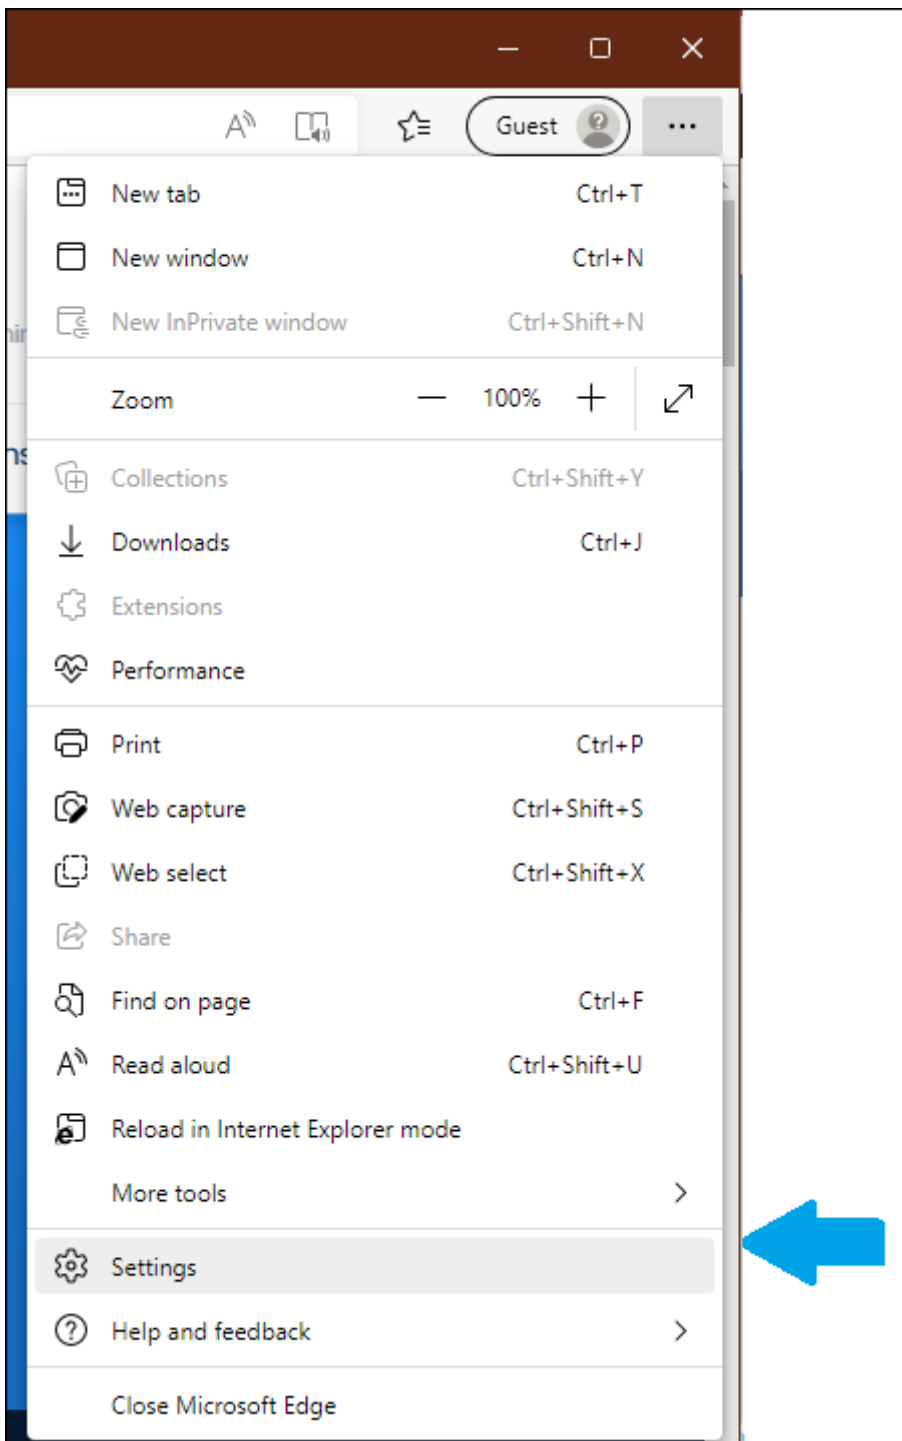 Guest
New tab Ctrl+T
New window Ctrl+N
New InPrivate window Ctrl+Shift+N
Zoom 100%
Collections Ctrl+Shift+Y
Downloads Ctrl+J
Extensions
Performance
Print Ctrl+P
Web capture Ctrl+Shift+S
Web select Ctrl+Shift+X
Share
Find on page Ctrl+F
Read aloud Ctrl+Shift+U
Reload in Internet Explorer mode
More tools
Settings
Help and feedback
Close Microsoft Edge